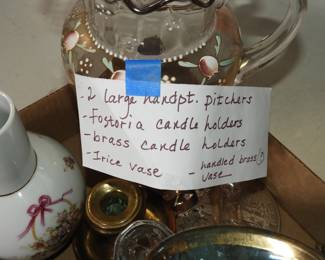 - 2 large handpt. pitchers
- Fostoria candle holders
- brass candle holders
- Irice vase
- handled brass (?)
vase